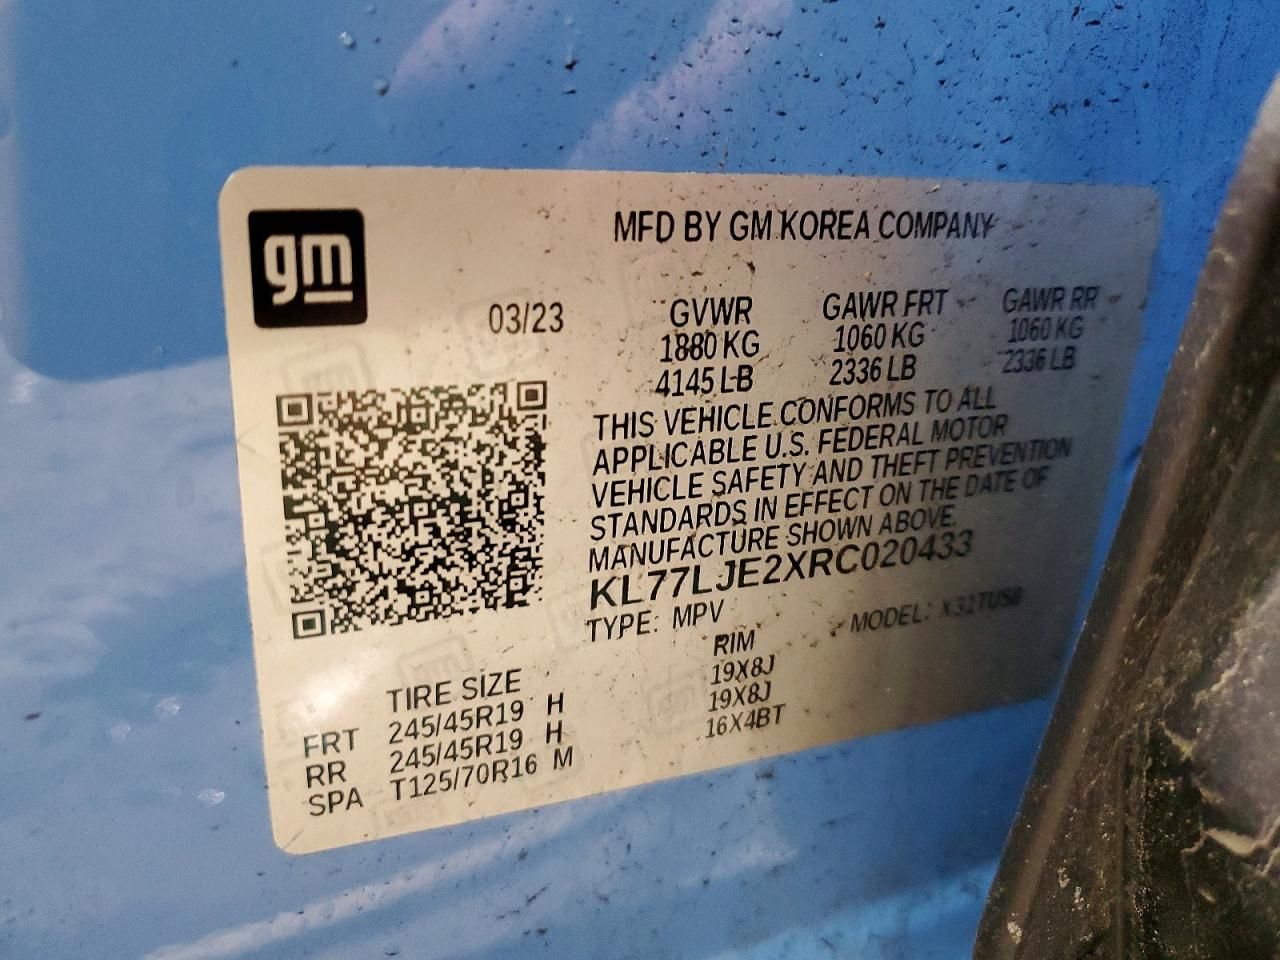 gm
MFD BY GM KOREA COMPANY
03/23
GVWR GAWR FRT GAWR RR
1880 KG 1060 KG 1060 KG
4145 LB 2336 LB 2336 LB
THIS VEHICLE CONFORMS TO ALL
APPLICABLE U.S. FEDERAL MOTOR
VEHICLE SAFETY AND THEFT PREVENTION
STANDARDS IN EFFECT ON THE DATE OF
MANUFACTURE SHOWN ABOVE.
KL77LJE2XRC020433
TYPE: MPV MODEL: X31TU58
TIRE SIZE RIM
FRT 245/45R19 H 19X8J
RR 245/45R19 H 19X8J
SPA T125/70R16 M 16X4BT